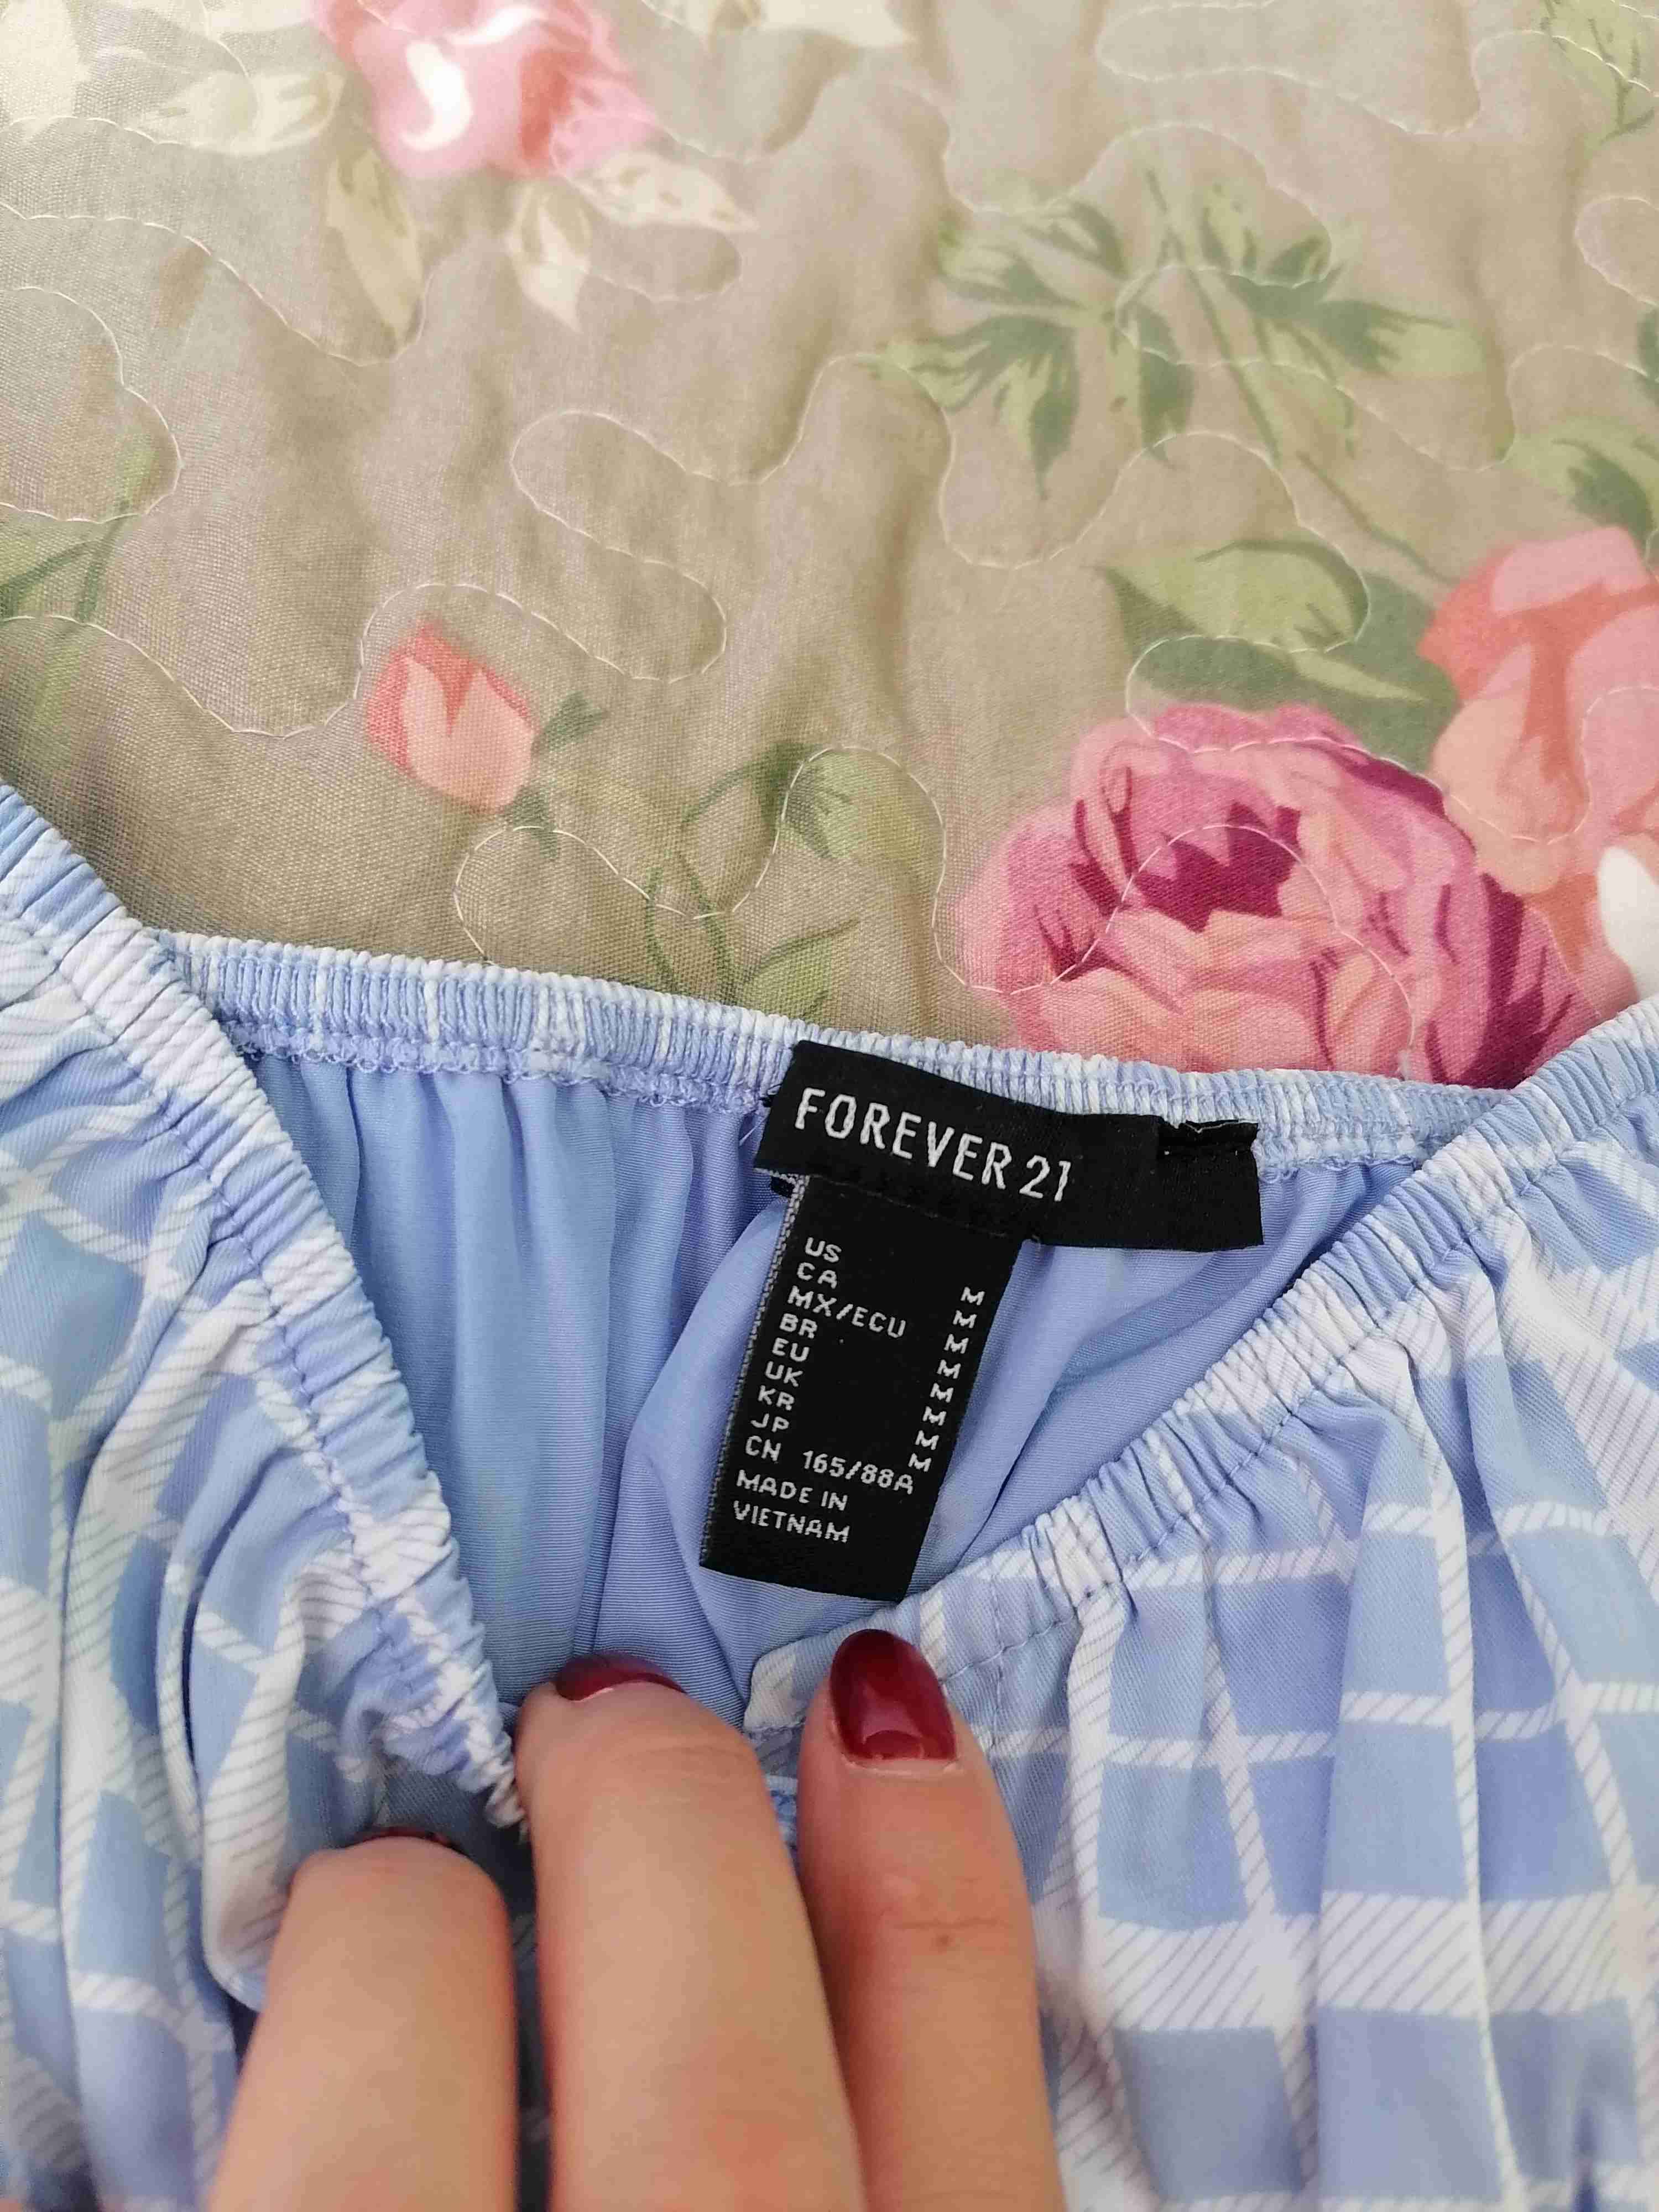 FOREVER 21
US M
CA M
MX/ECU M
BR M
EU M
UK M
KR M
JP M
CN 165/88A
MADE IN
VIETNAM